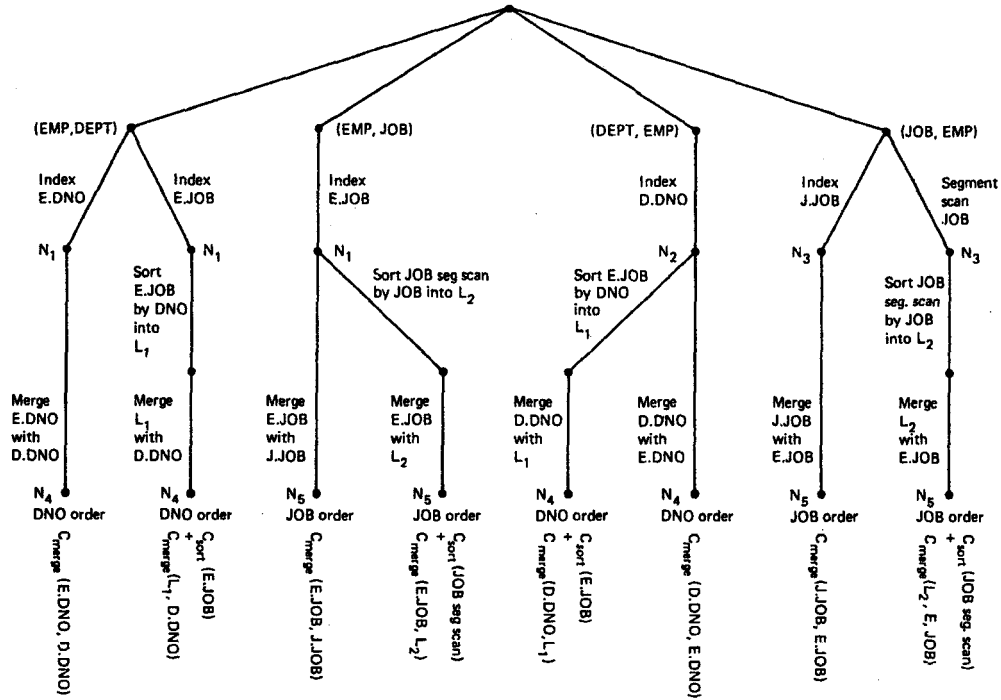 (EMP,DEPT)
(EMP, JOB)
(DEPT, EMP)
(JOB, EMP)
Index
E.DNO
Index
E.JOB
Index
E.JOB
Index
D.DNO
Index
J.JOB
Segment
scan
JOB
N1
N1
N1
N2
N3
N3
Sort
E.JOB
by DNO
into
L1
Sort JOB seg scan
by JOB into L2
Sort E.JOB
by DNO
into
L1
Sort JOB
seg. scan
by JOB
into L2
Merge
E.DNO
with
D.DNO
Merge
L1
with
D.DNO
Merge
E.JOB
with
J.JOB
Merge
E.JOB
with
L2
Merge
D.DNO
with
L1
Merge
D.DNO
with
E.DNO
Merge
J.JOB
with
E.JOB
Merge
L2
with
E.JOB
N4
DNO order
N4
DNO order
N5
JOB order
N5
JOB order
N4
DNO order
N4
DNO order
N5
JOB order
N5
JOB order
Cmerge (E.DNO, D.DNO)
Csort (E.JOB)
+
Cmerge(L1, D.DNO)
Cmerge (E.JOB, J.JOB)
Csort (JOB seg scan)
+
Cmerge (E.JOB, L2)
Csort (E.JOB)
+
Cmerge(D.DNO, L1)
Cmerge (D.DNO, E.DNO)
Cmerge(J.JOB, E.JOB)
Csort (JOB seg. scan)
+
Cmerge(L2, E, JOB)